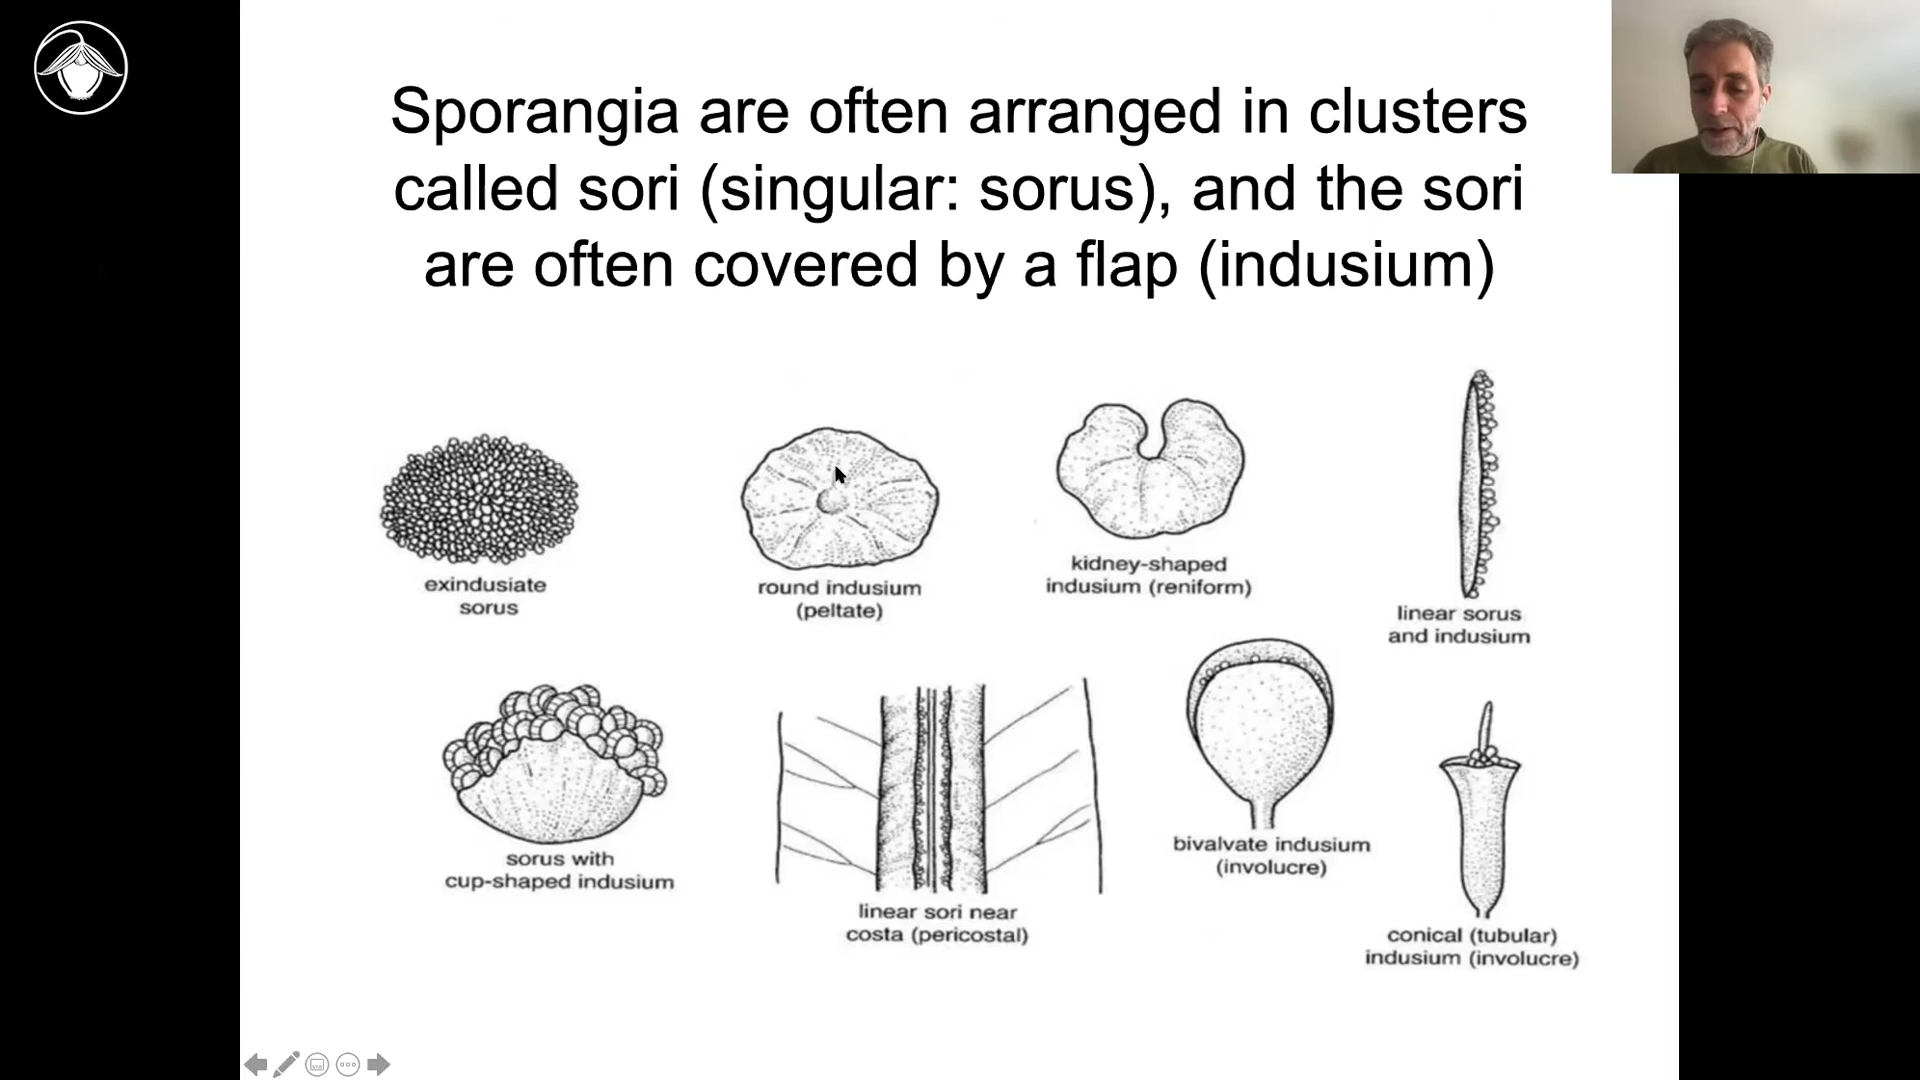 Sporangia are often arranged in clusters
called sori (singular: sorus), and the sori
are often covered by a flap (indusium)
exindusiate
sorus
round indusium
(peltate)
kidney-shaped
indusium (reniform)
linear sorus
and indusium
sorus with
cup-shaped indusium
linear sori near
costa (pericostal)
bivalvate indusium
(involucre)
conical (tubular)
indusium (involucre)